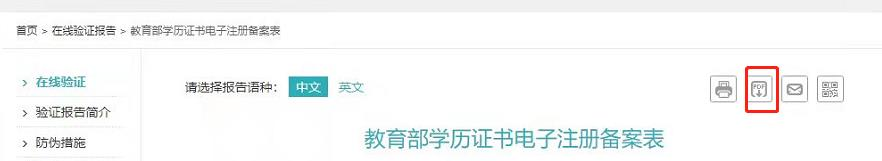 首页 > 在线验证报告 > 教育部学历证书电子注册备案表
> 在线验证
> 验证报告简介
> 防伪措施
请选择报告语种： 中文 英文
PDF
教育部学历证书电子注册备案表